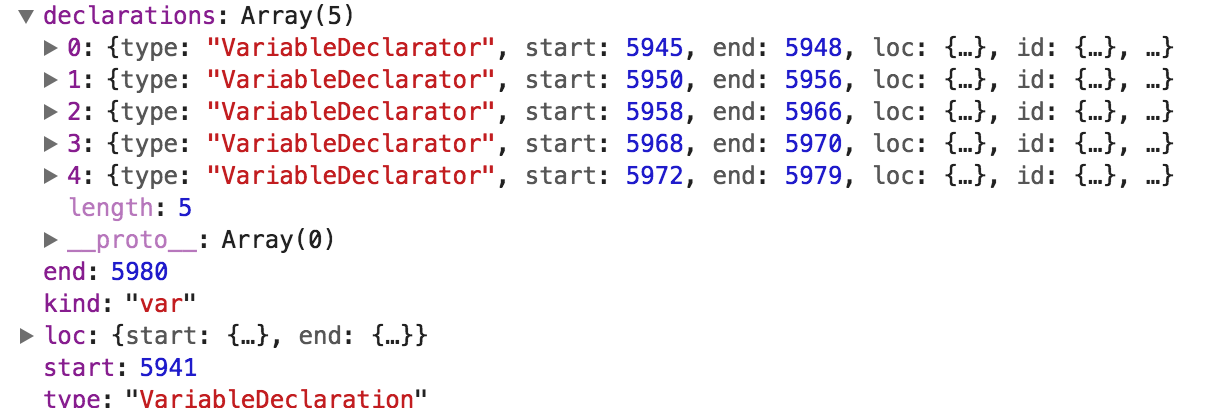 ▼ declarations: Array(5)
▶ 0: {type: "VariableDeclarator", start: 5945, end: 5948, loc: {…}, id: {…}, …}
▶ 1: {type: "VariableDeclarator", start: 5950, end: 5956, loc: {…}, id: {…}, …}
▶ 2: {type: "VariableDeclarator", start: 5958, end: 5966, loc: {…}, id: {…}, …}
▶ 3: {type: "VariableDeclarator", start: 5968, end: 5970, loc: {…}, id: {…}, …}
▶ 4: {type: "VariableDeclarator", start: 5972, end: 5979, loc: {…}, id: {…}, …}
length: 5
▶ __proto__: Array(0)
end: 5980
kind: "var"
▶ loc: {start: {…}, end: {…}}
start: 5941
type: "VariableDeclaration"